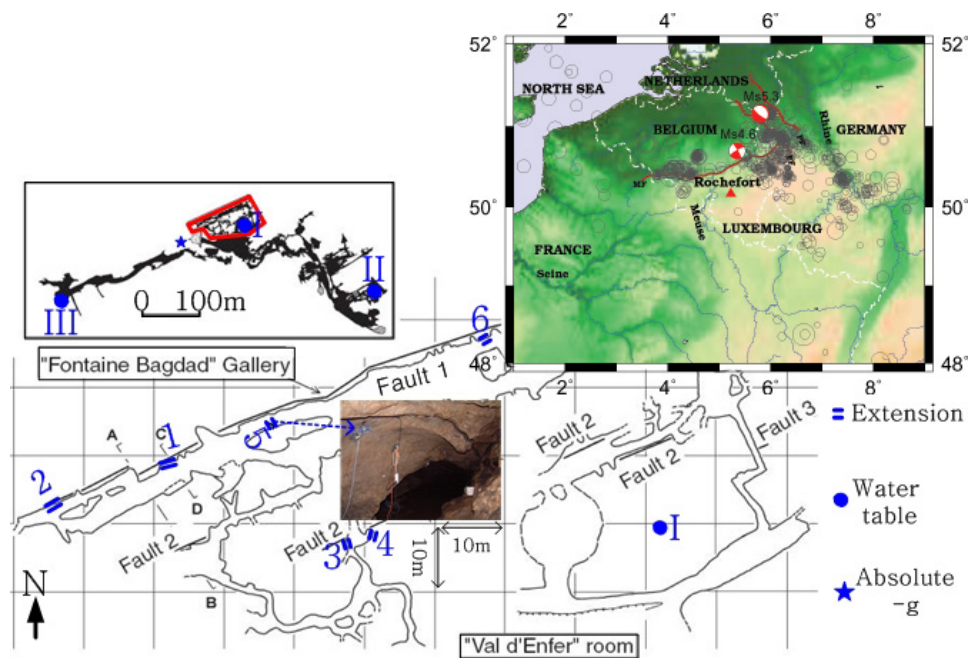 2° 4° 6° 8°
52° 52°
NORTH SEA
NETHERLANDS
Ms5.3
Rhine
BELGIUM
Ms4.6
GERMANY
MF
Rochefort
50° 50°
Meuse
LUXEMBOURG
FRANCE
Seine
48° 48°
2° 4° 6° 8°
I
II
III
0 100m
"Fontaine Bagdad" Gallery
6
Fault 1
A
C
1
5
2
D
Fault 2
B
Fault 2
3
4
10m
10m
Fault 2
Fault 2
Fault 3
I
N
"Val d'Enfer" room
Extension
Water
table
Absolute
-g